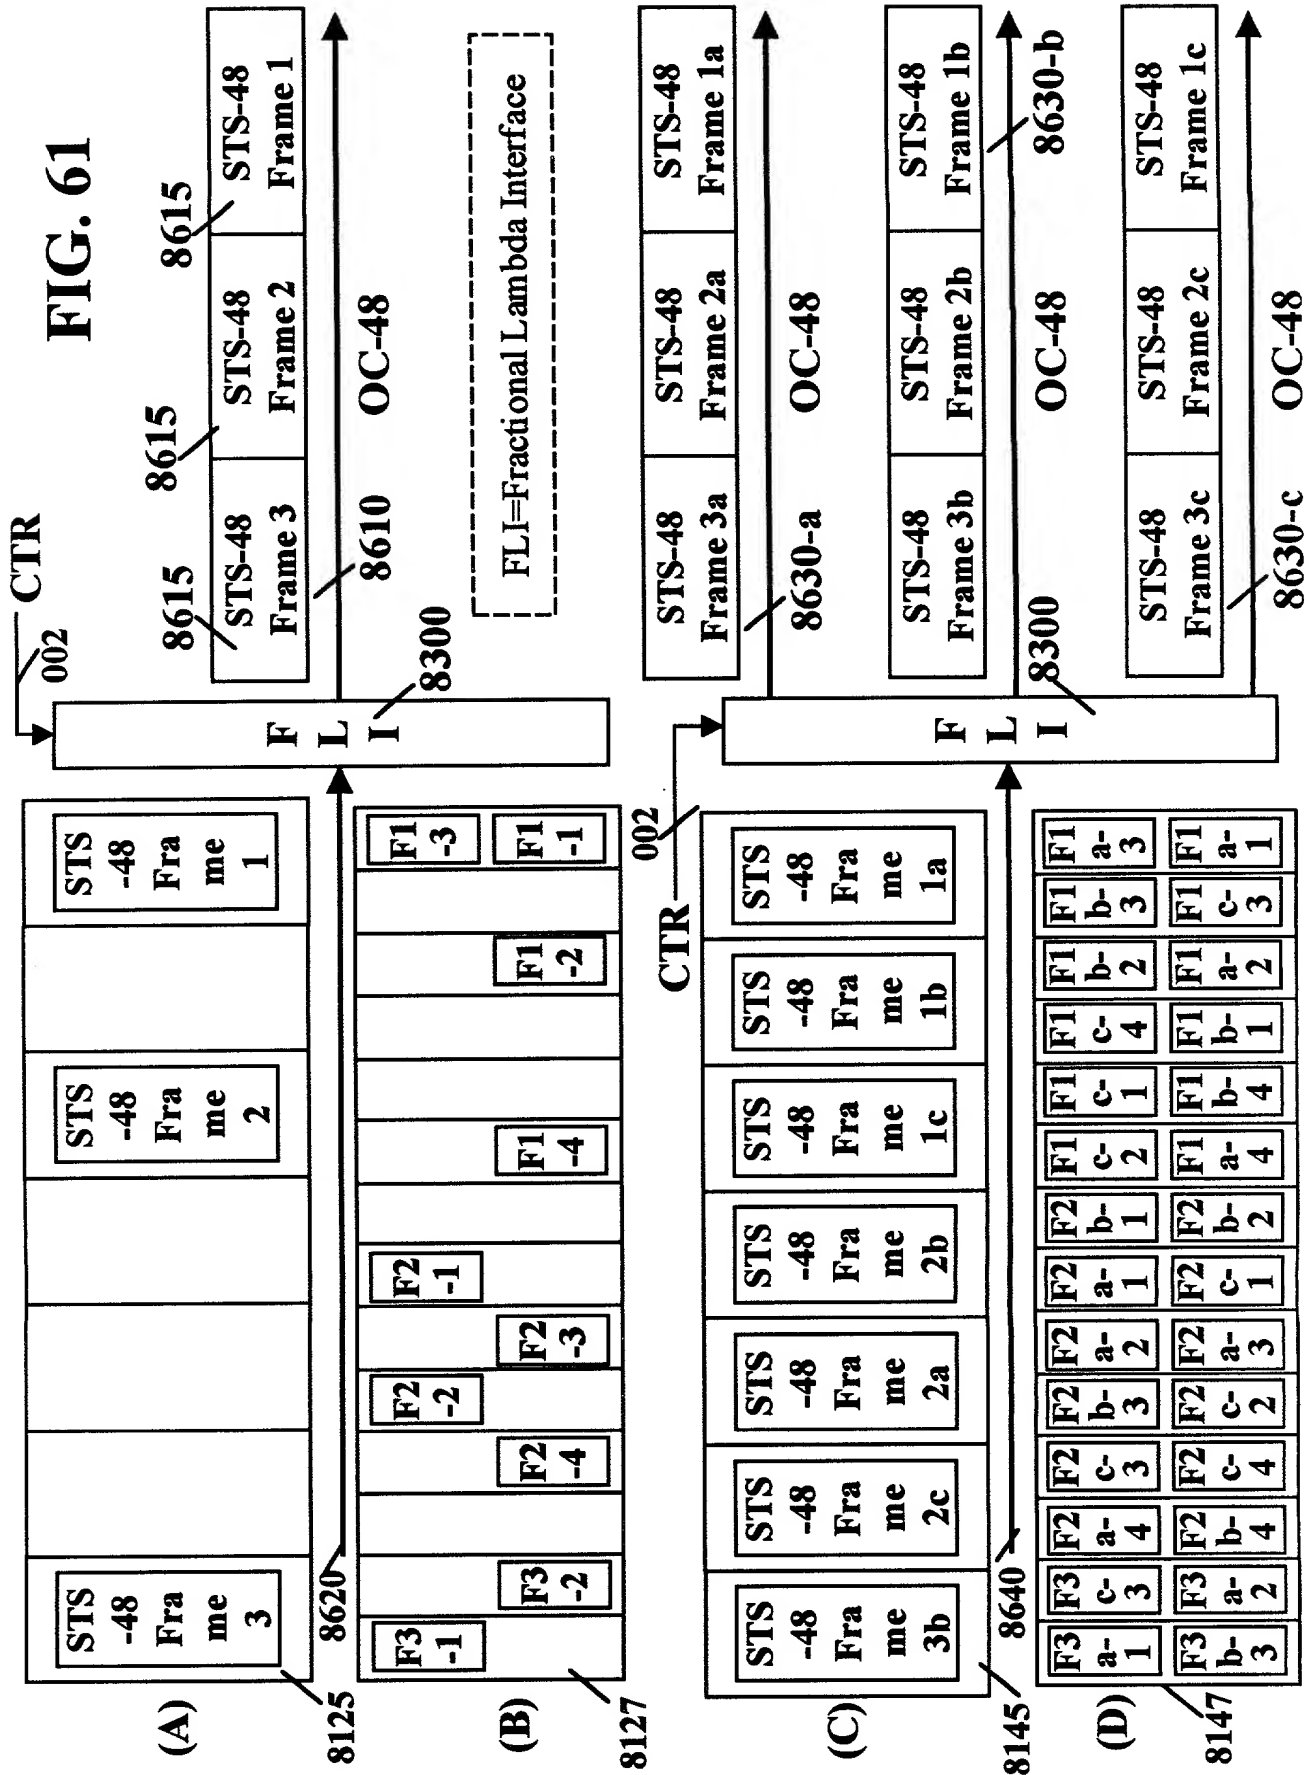 FIG. 61
CTR
002
(A)
8125
STS
-48
Fra
me
3
STS
-48
Fra
me
2
STS
-48
Fra
me
1
8620
F
L
I
8300
8615
8615
8615
STS-48
Frame 3
STS-48
Frame 2
STS-48
Frame 1
8610
OC-48
(B)
8127
F3
-1
F3
-2
F2
-4
F2
-2
F2
-3
F2
-1
F1
-4
F1
-2
F1
-3
F1
-1
FLI=Fractional Lambda Interface
CTR
002
(C)
8145
STS
-48
Fra
me
3b
STS
-48
Fra
me
2c
STS
-48
Fra
me
2a
STS
-48
Fra
me
2b
STS
-48
Fra
me
1c
STS
-48
Fra
me
1b
STS
-48
Fra
me
1a
8640
F
L
I
8300
STS-48
Frame 3a
STS-48
Frame 2a
STS-48
Frame 1a
8630-a
OC-48
STS-48
Frame 3b
STS-48
Frame 2b
STS-48
Frame 1b
OC-48
8630-b
STS-48
Frame 3c
STS-48
Frame 2c
STS-48
Frame 1c
8630-c
OC-48
(D)
8147
F3
a-
1
F3
c-
3
F2
a-
4
F2
c-
3
F2
b-
3
F2
a-
2
F2
a-
1
F2
b-
1
F1
c-
2
F1
c-
1
F1
c-
4
F1
b-
2
F1
b-
3
F1
a-
3
F3
b-
3
F3
a-
2
F2
b-
4
F2
c-
4
F2
c-
2
F2
a-
3
F2
c-
1
F2
b-
2
F1
a-
4
F1
b-
4
F1
b-
1
F1
a-
2
F1
c-
3
F1
a-
1